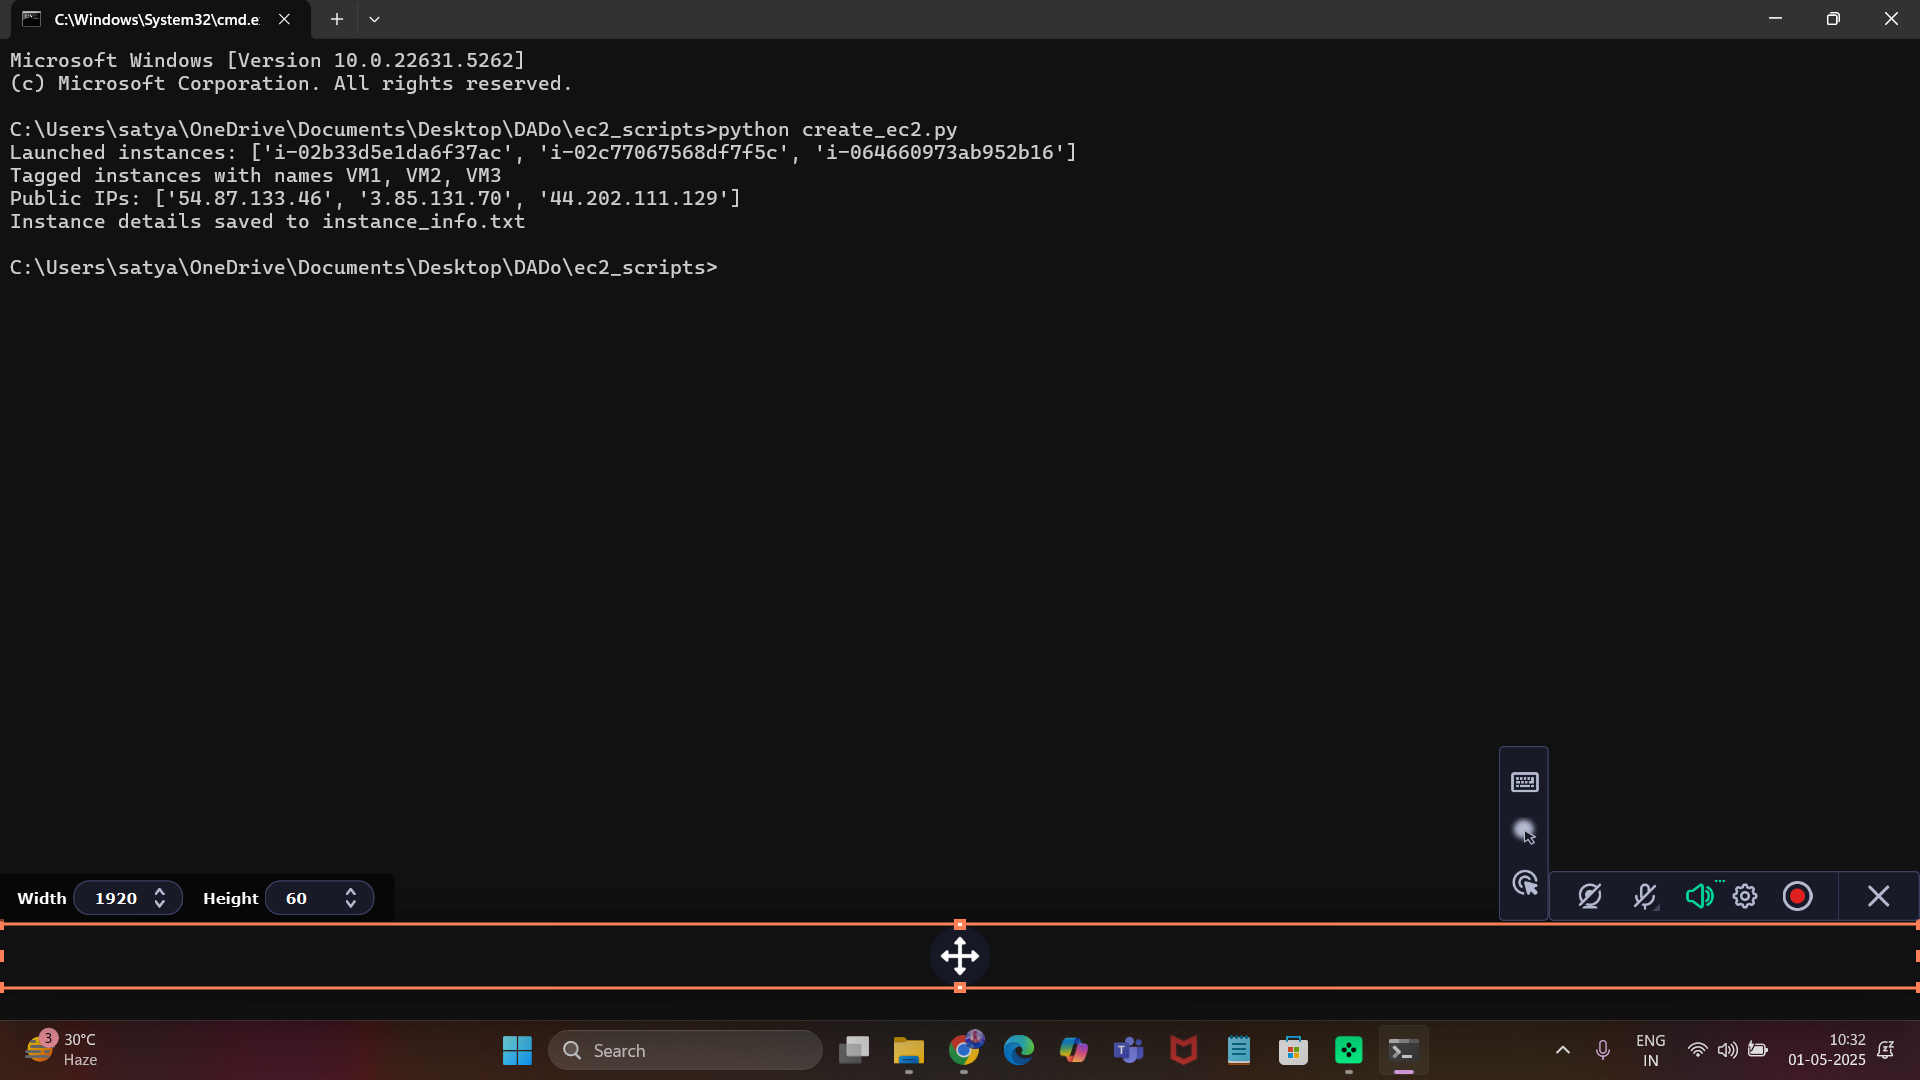 C:\Windows\System32\cmd.e
Microsoft Windows [Version 10.0.22631.5262]
(c) Microsoft Corporation. All rights reserved.
C:\Users\satya\OneDrive\Documents\Desktop\DADo\ec2_scripts>python create_ec2.py
Launched instances: ['i-02b33d5e1da6f37ac', 'i-02c77067568df7f5c', 'i-064660973ab952b16']
Tagged instances with names VM1, VM2, VM3
Public IPs: ['54.87.133.46', '3.85.131.70', '44.202.111.129']
Instance details saved to instance_info.txt
C:\Users\satya\OneDrive\Documents\Desktop\DADo\ec2_scripts>
Width 1920 Height 60
3
30°C
Haze
Search
ENG
IN
10:32
01-05-2025